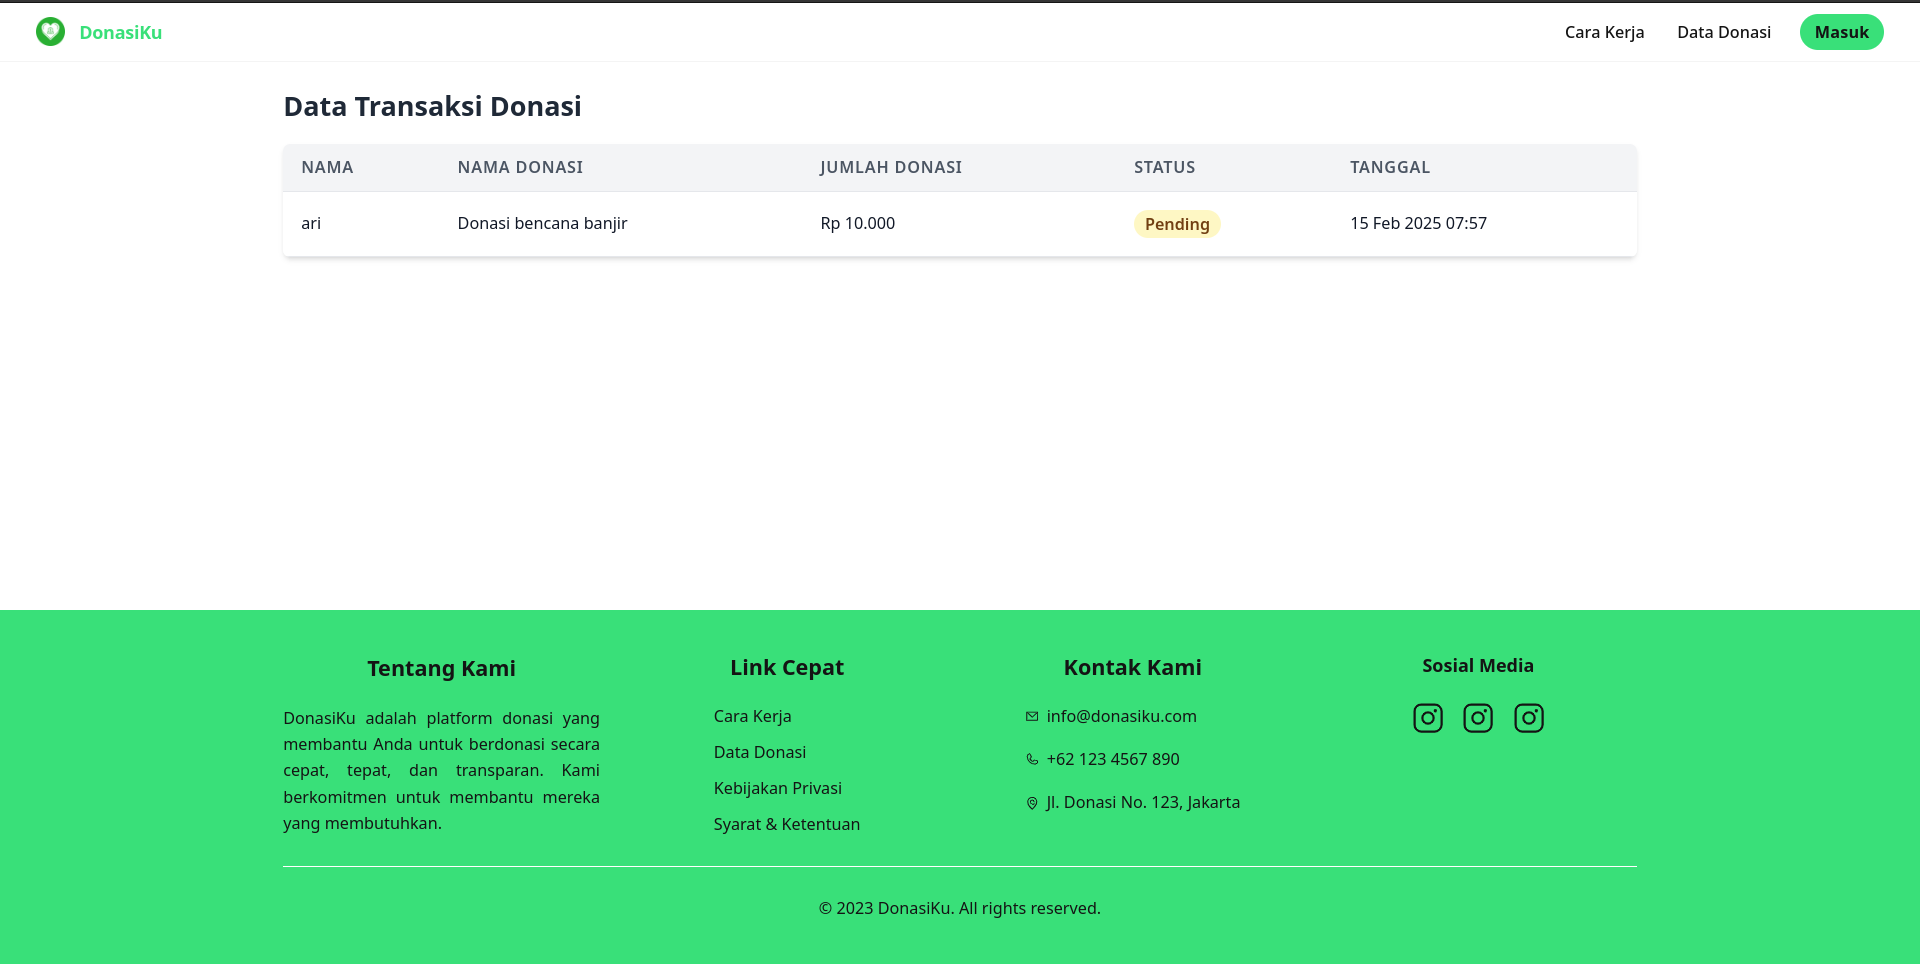 DonasiKu
Cara Kerja Data Donasi Masuk
Data Transaksi Donasi
NAMA NAMA DONASI JUMLAH DONASI STATUS TANGGAL
ari Donasi bencana banjir Rp 10.000 Pending 15 Feb 2025 07:57
Tentang Kami
DonasiKu adalah platform donasi yang
membantu Anda untuk berdonasi secara
cepat, tepat, dan transparan. Kami
berkomitmen untuk membantu mereka
yang membutuhkan.
Link Cepat
Cara Kerja
Data Donasi
Kebijakan Privasi
Syarat & Ketentuan
Kontak Kami
info@donasiku.com
+62 123 4567 890
Jl. Donasi No. 123, Jakarta
Sosial Media
© 2023 DonasiKu. All rights reserved.